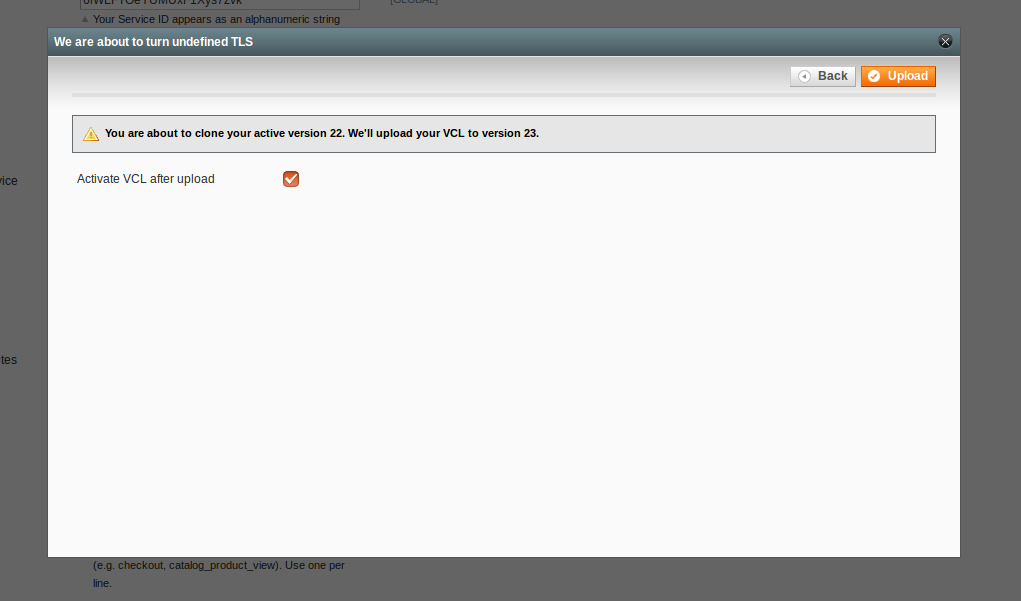 [GLOBAL]
Your Service ID appears as an alphanumeric string
We are about to turn undefined TLS
Back
Upload
You are about to clone your active version 22. We'll upload your VCL to version 23.
vice
Activate VCL after upload
tes
(e.g. checkout, catalog_product_view). Use one per
line.